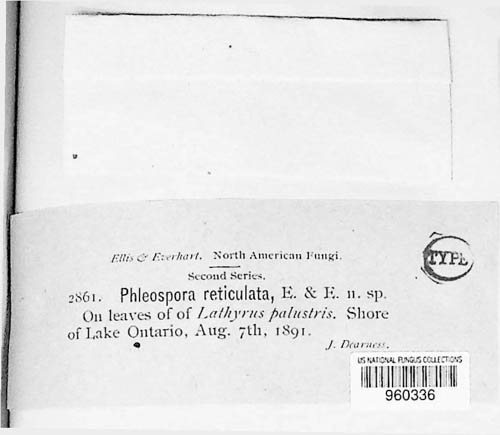 Ellis & Everhart. North American Fungi.
Second Series.
2861. Phleospora reticulata, E. & E. n. sp.
On leaves of of Lathyrus palustris. Shore
of Lake Ontario, Aug. 7th, 1891.
J. Dearness.
TYPE
US NATIONAL FUNGUS COLLECTIONS
960336